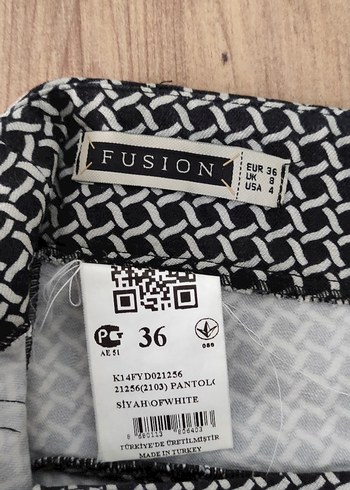 FUSION
EUR 36
UK 8
USA 4
36
AE 51
K14FYD021256
21256(2103) PANTOLO
SİYAH\OFWHITE
TÜRKİYE'DE ÜRETİLMİŞTİR
MADE IN TURKEY